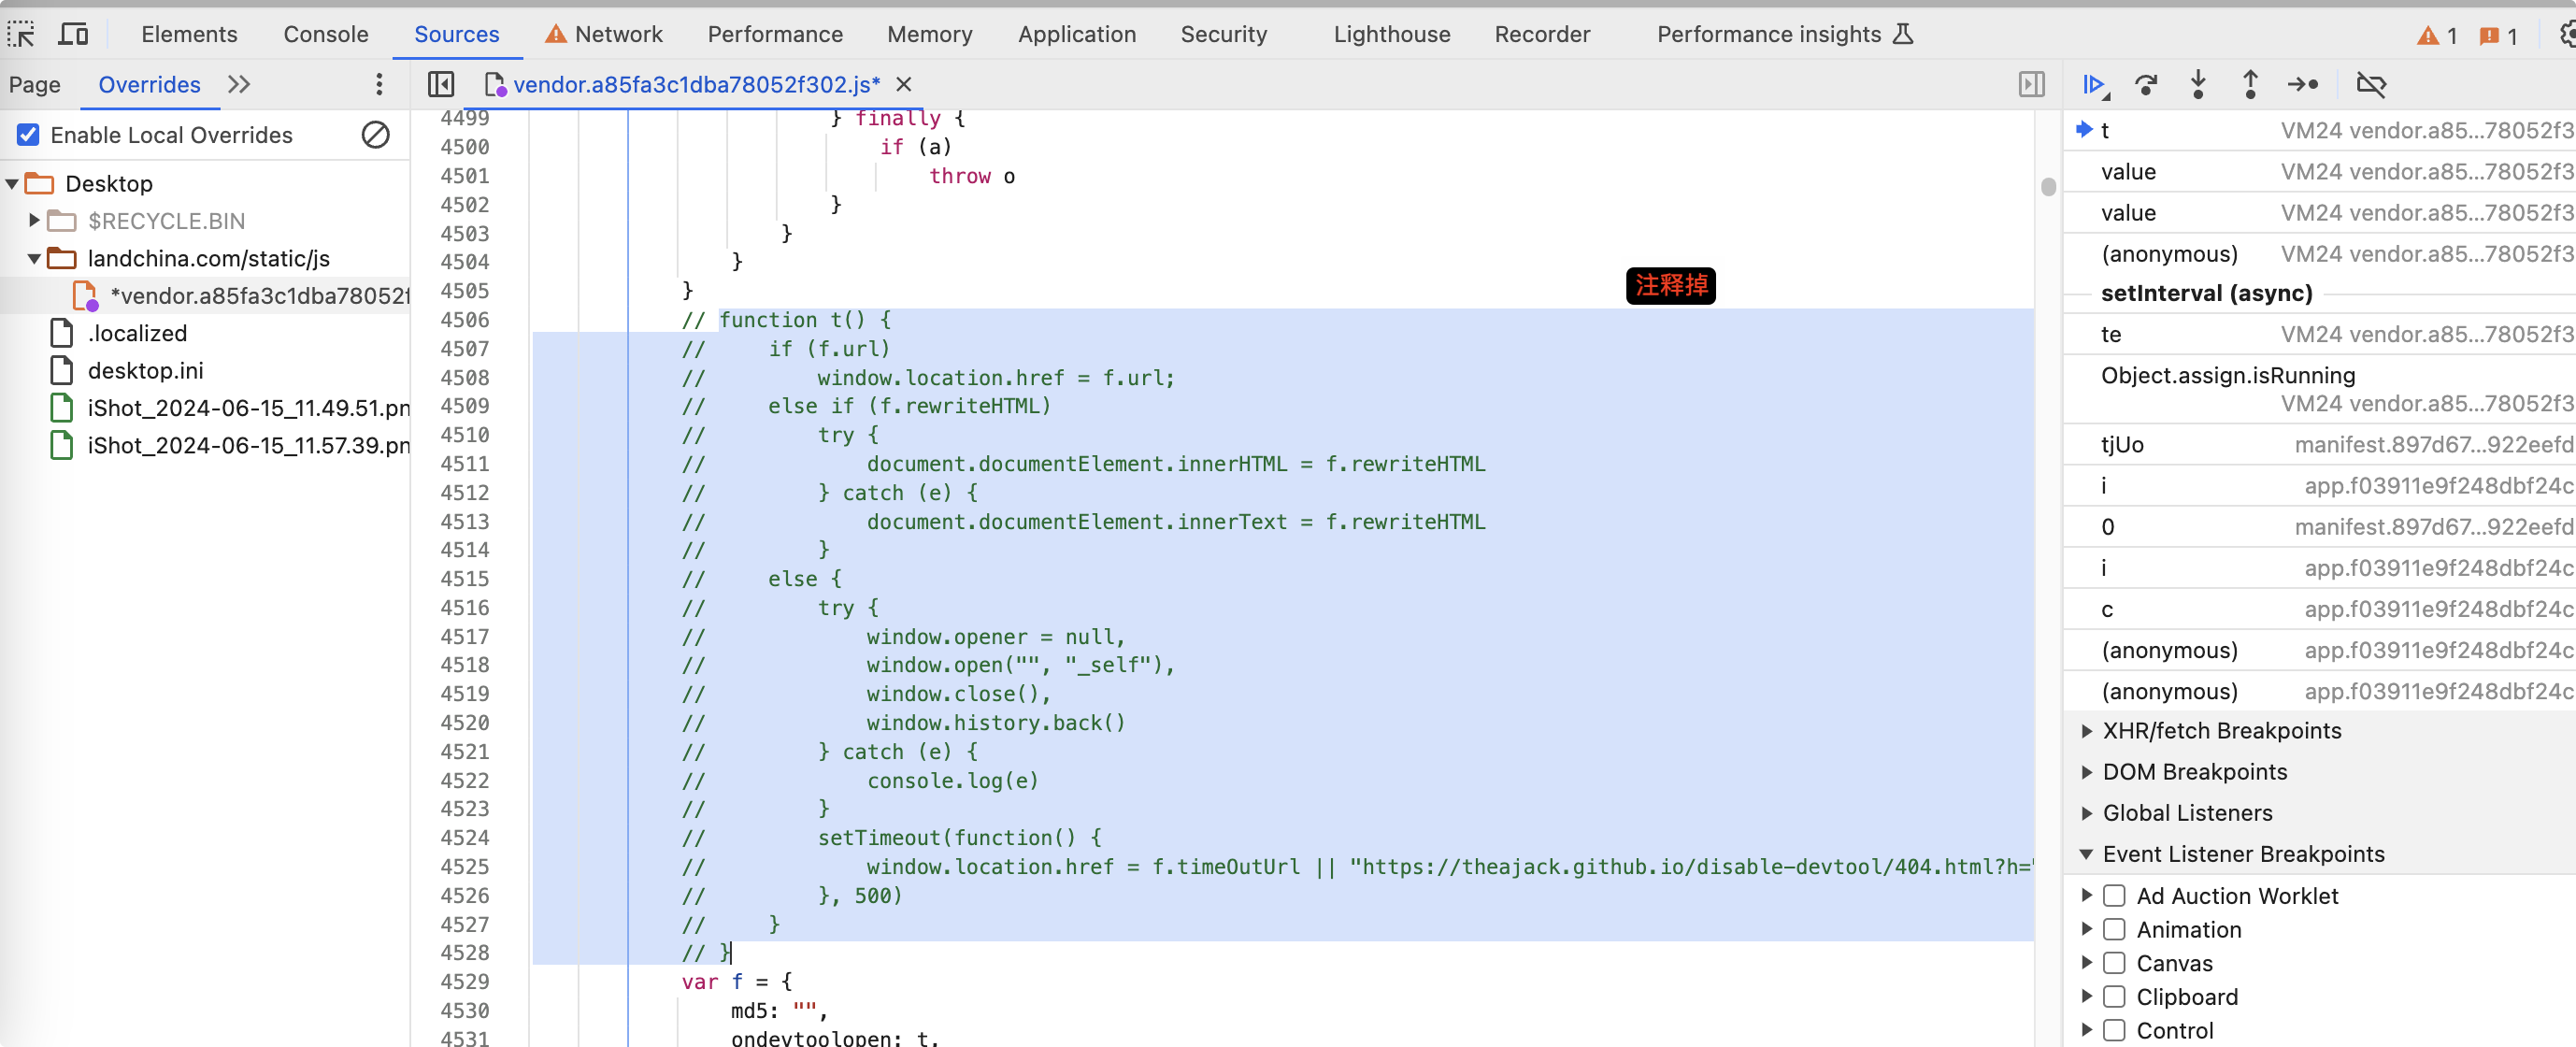 Elements Console Sources Network Performance Memory Application Security Lighthouse Recorder Performance insights 1 1
Page Overrides vendor.a85fa3c1dba78052f302.js*
Enable Local Overrides
Desktop
$RECYCLE.BIN
landchina.com/static/js
*vendor.a85fa3c1dba78052f
.localized
desktop.ini
iShot_2024-06-15_11.49.51.pn
iShot_2024-06-15_11.57.39.pn
4499 } finally {
4500 if (a)
4501 throw o
4502 }
4503 }
4504 }
4505 }
注释掉
4506 // function t() {
4507 // if (f.url)
4508 // window.location.href = f.url;
4509 // else if (f.rewriteHTML)
4510 // try {
4511 // document.documentElement.innerHTML = f.rewriteHTML
4512 // } catch (e) {
4513 // document.documentElement.innerText = f.rewriteHTML
4514 // }
4515 // else {
4516 // try {
4517 // window.opener = null,
4518 // window.open("", "_self"),
4519 // window.close(),
4520 // window.history.back()
4521 // } catch (e) {
4522 // console.log(e)
4523 // }
4524 // setTimeout(function() {
4525 // window.location.href = f.timeOutUrl || "https://theajack.github.io/disable-devtool/404.html?h=
4526 // }, 500)
4527 // }
4528 // }
4529 var f = {
4530 md5: "",
4531 ondevtoolopen: t,
t VM24 vendor.a85...78052f3
value VM24 vendor.a85...78052f3
value VM24 vendor.a85...78052f3
(anonymous) VM24 vendor.a85...78052f3
setInterval (async)
te VM24 vendor.a85...78052f3
Object.assign.isRunning
VM24 vendor.a85...78052f3
tjUo manifest.897d67...922eefd
i app.f03911e9f248dbf24c
0 manifest.897d67...922eefd
i app.f03911e9f248dbf24c
c app.f03911e9f248dbf24c
(anonymous) app.f03911e9f248dbf24c
(anonymous) app.f03911e9f248dbf24c
XHR/fetch Breakpoints
DOM Breakpoints
Global Listeners
Event Listener Breakpoints
Ad Auction Worklet
Animation
Canvas
Clipboard
Control